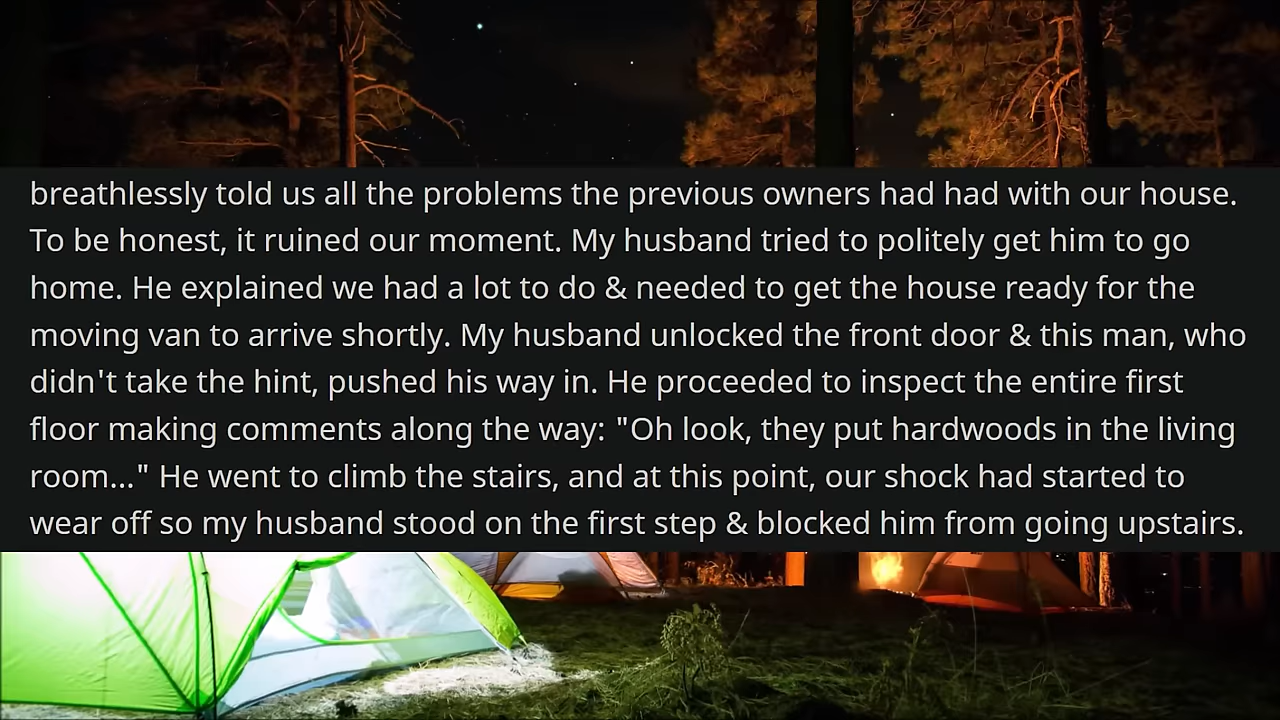 breathlessly told us all the problems the previous owners had had with our house.
To be honest, it ruined our moment. My husband tried to politely get him to go
home. He explained we had a lot to do & needed to get the house ready for the
moving van to arrive shortly. My husband unlocked the front door & this man, who
didn't take the hint, pushed his way in. He proceeded to inspect the entire first
floor making comments along the way: "Oh look, they put hardwoods in the living
room..." He went to climb the stairs, and at this point, our shock had started to
wear off so my husband stood on the first step & blocked him from going upstairs.